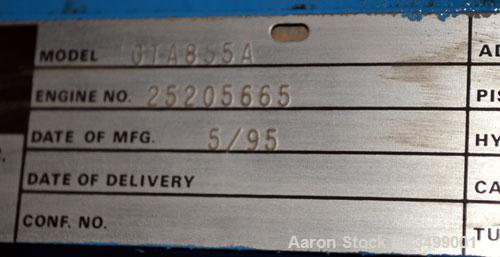 MODEL GTA855A AD
ENGINE NO. 25205665 PIS
DATE OF MFG. 5/95 HY
DATE OF DELIVERY CA
CONF. NO. TU
Aaron Stock